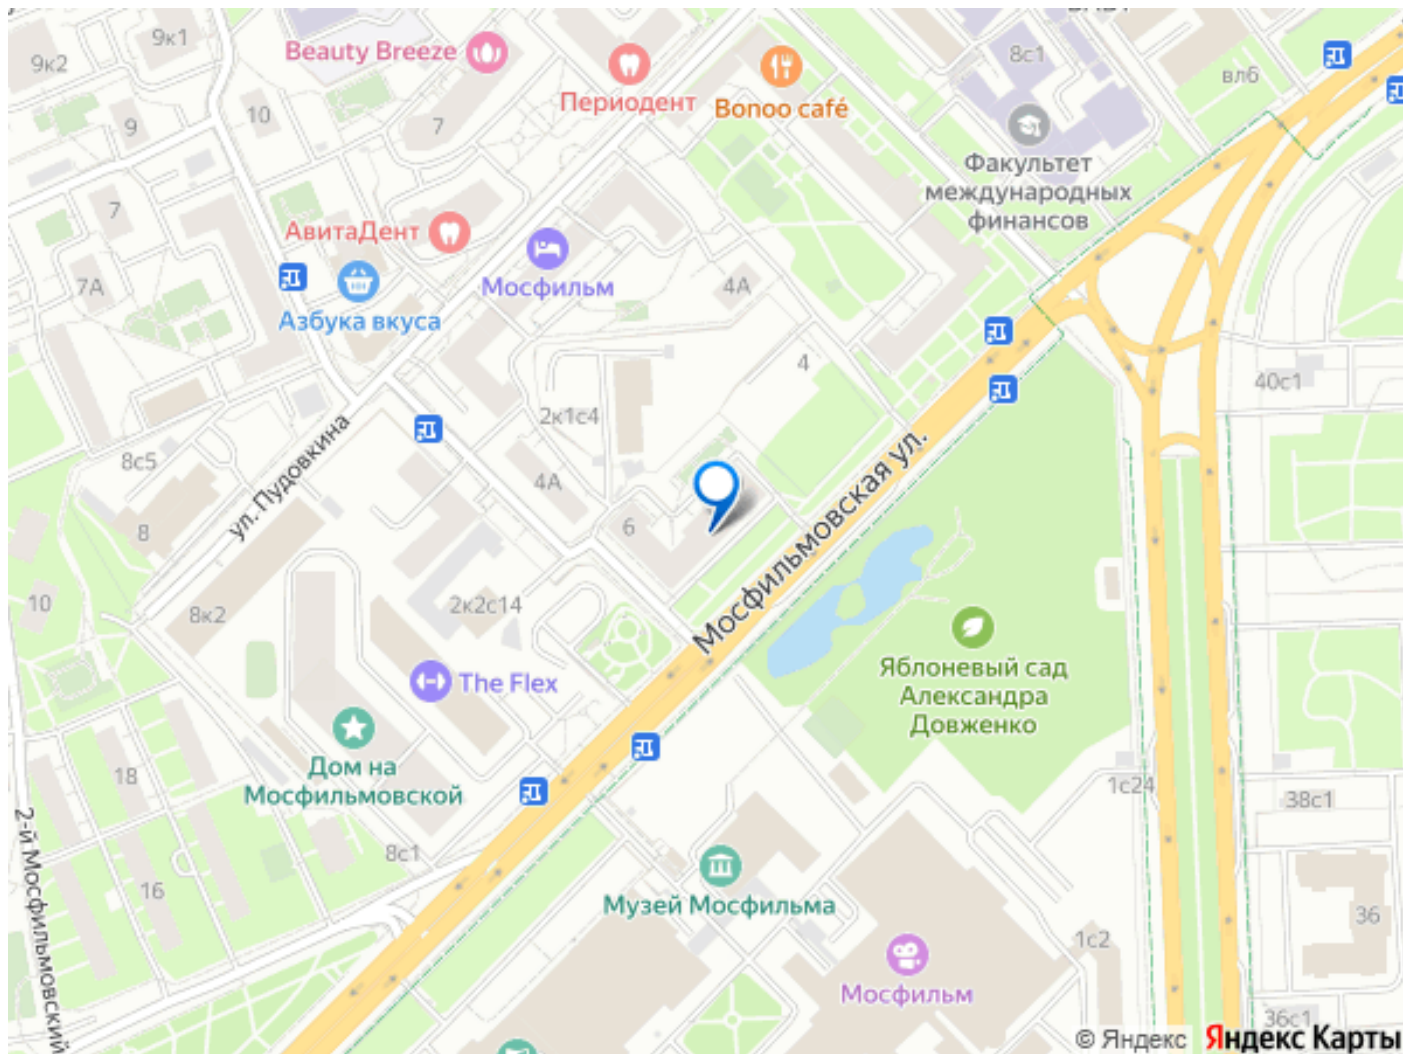 9к1
9к2
Beauty Breeze
Периодент
Bonoo café
8с1
вл6
10
9
7
Факультет
международных
финансов
7
АвитаДент
Мосфильм
7А
4А
Азбука вкуса
4
40с1
2к1с4
ул. Пудовкина
8с5
4А
Мосфильмовская ул.
8
6
10
8к2
2к2с14
The Flex
Яблоневый сад
Александра
Довженко
Дом на
Мосфильмовской
18
1с24
38с1
2-й Мосфильмовский
8с1
16
Музей Мосфильма
36
1с2
Мосфильм
36с1
© Яндекс Яндекс Карты